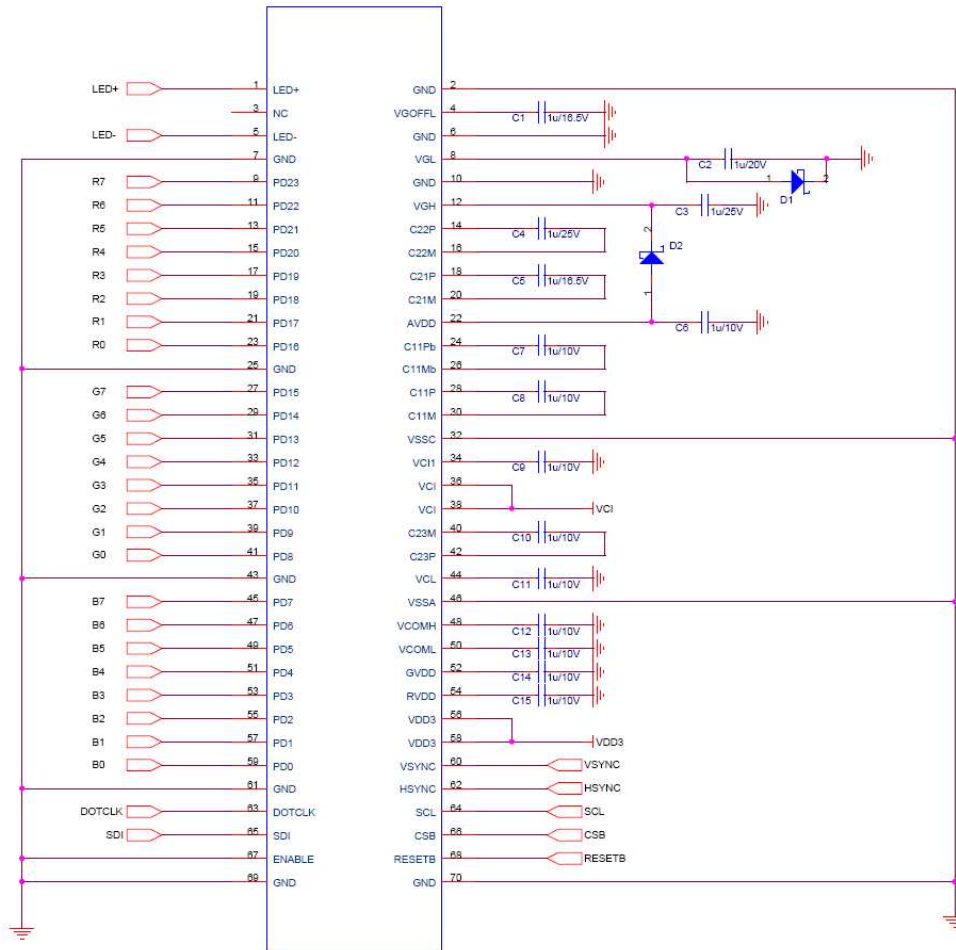 LED+ 1 LED+ GND 2
3 NC VGOFFL 4 C1 1u/16.5V
LED- 5 LED- GND 6
7 GND VGL 8 C2 1u/20V
1 2
D1
R7 9 PD23 GND 10
R6 11 PD22 VGH 12 C3 1u/25V
R5 13 PD21 C22P 14 C4 1u/25V 2
R4 15 PD20 C22M 16 D2
R3 17 PD19 C21P 18 C5 1u/16.5V
R2 19 PD18 C21M 20 1
R1 21 PD17 AVDD 22 C6 1u/10V
R0 23 PD16 C11Pb 24 C7 1u/10V
25 GND C11Mb 26
G7 27 PD15 C11P 28 C8 1u/10V
G6 29 PD14 C11M 30
G5 31 PD13 VSSC 32
G4 33 PD12 VCI1 34 C9 1u/10V
G3 35 PD11 VCI 36
G2 37 PD10 VCI 38 VCI
G1 39 PD9 C23M 40 C10 1u/10V
G0 41 PD8 C23P 42
43 GND VCL 44 C11 1u/10V
B7 45 PD7 VSSA 46
B6 47 PD6 VCOMH 48 C12 1u/10V
B5 49 PD5 VCOML 50 C13 1u/10V
B4 51 PD4 GVDD 52 C14 1u/10V
B3 53 PD3 RVDD 54 C15 1u/10V
B2 55 PD2 VDD3 56
B1 57 PD1 VDD3 58 VDD3
B0 59 PD0 VSYNC 60 VSYNC
61 GND HSYNC 62 HSYNC
DOTCLK 63 DOTCLK SCL 64 SCL
SDI 65 SDI CSB 66 CSB
67 ENABLE RESETB 68 RESETB
69 GND GND 70